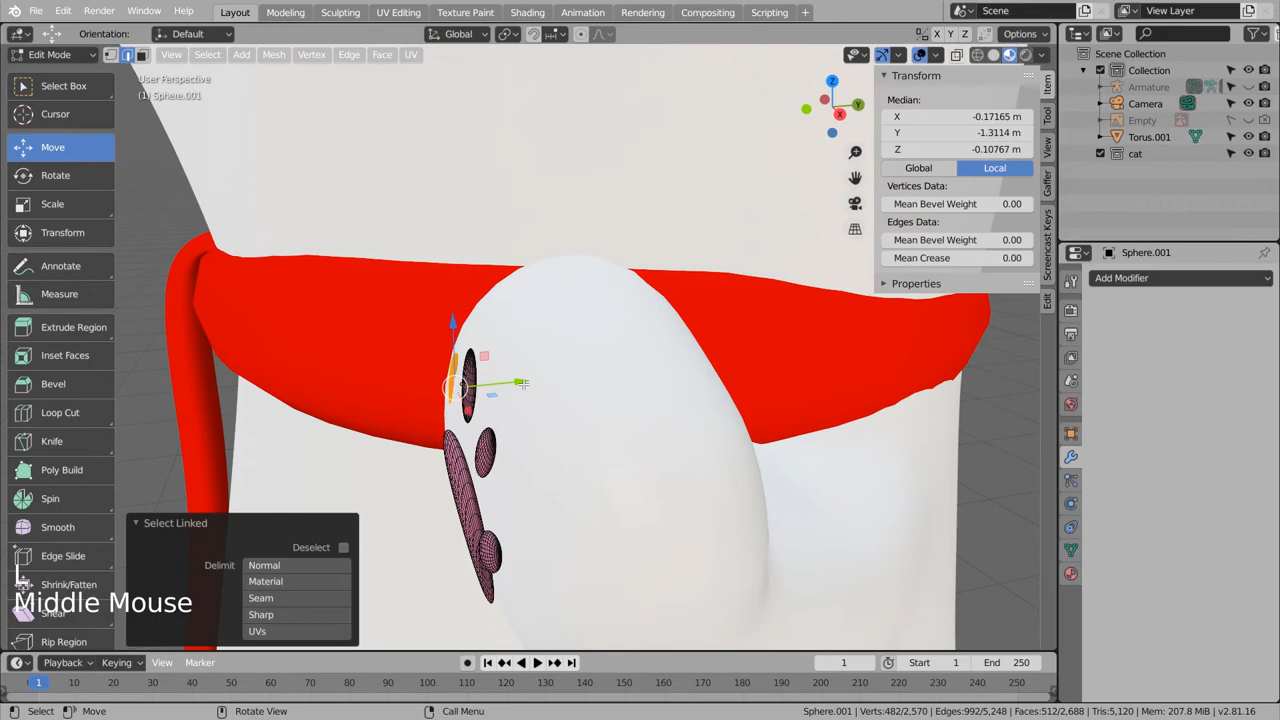 File Edit Render Window Help Layout Modeling Sculpting UV Editing Texture Paint Shading Animation Rendering Compositing Scripting + Scene View Layer
Orientation: Default Global X Y Z Options
Edit Mode View Select Add Mesh Vertex Edge Face UV
User Perspective
(1) Sphere.001
Select Box
Cursor
Move
Rotate
Scale
Transform
Annotate
Measure
Extrude Region
Inset Faces
Bevel
Loop Cut
Knife
Poly Build
Spin
Smooth
Edge Slide
Shrink/Fatten
Shear
Rip Region
L
Middle Mouse
Select Linked
Deselect
Delimit Normal
Material
Seam
Sharp
UVs
Z
Y
X
Transform
Median:
X -0.17165 m
Y -1.3114 m
Z -0.10767 m
Global Local
Vertices Data:
Mean Bevel Weight 0.00
Edges Data:
Mean Bevel Weight 0.00
Mean Crease 0.00
Properties
Item
Tool
View
Gaffer
Screencast Keys
Edit
Scene Collection
Collection
Armature
Camera
Empty
Torus.001
cat
Sphere.001
Add Modifier
Playback Keying View Marker 1 Start 1 End 250
1 10 20 30 40 50 60 70 80 90 100 110 120 130 140 150 160 170 180 190 200 210 220 230 240 250
Select Move Rotate View Call Menu Sphere.001 | Verts:482/2,570 | Edges:992/5,248 | Faces:512/2,688 | Tris:5,120 | Mem: 207.8 MiB | v2.81.16